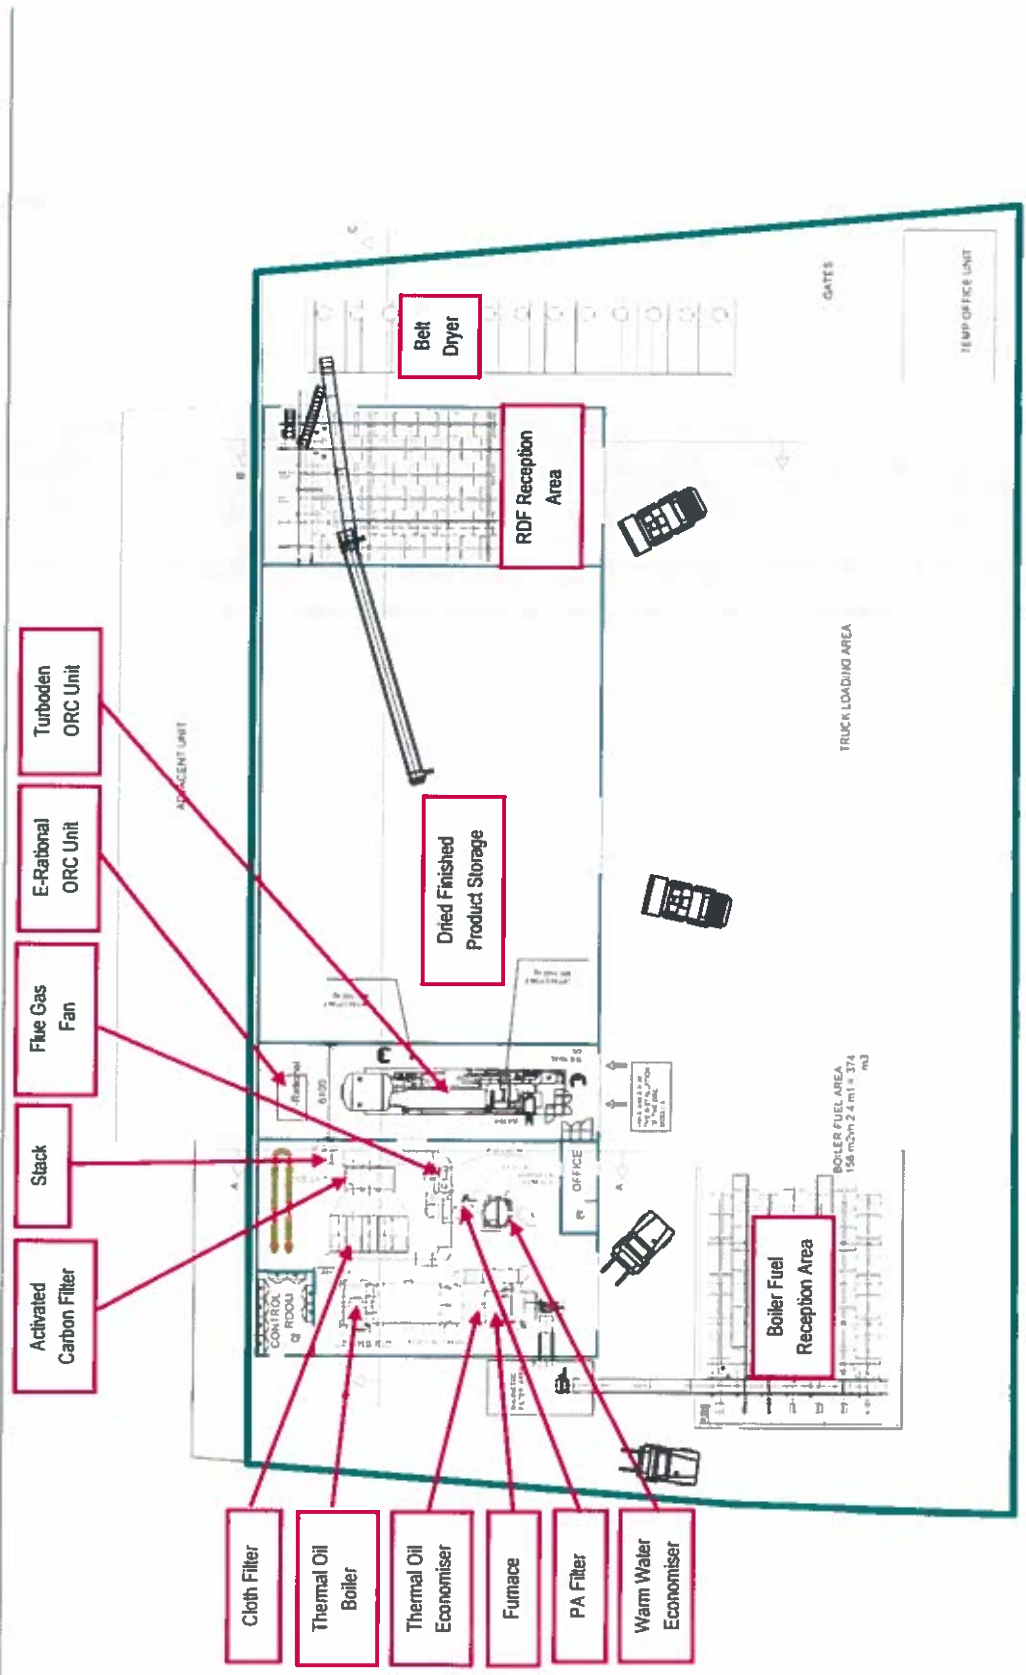 Activated
Carbon Filter
Stack
Flue Gas
Fan
E-Rational
ORC Unit
Turboden
ORC Unit
ADJACENT UNIT
B
C
A
CONTROL
ROOM
6100
Belt
Dryer
RDF Reception
Area
Dried Finished
Product Storage
OFFICE
A
GATES
TEMP OFFICE UNIT
TRUCK LOADING AREA
BOILER FUEL AREA
Boiler Fuel
Reception Area
Cloth Filter
Thermal Oil
Boiler
Thermal Oil
Economiser
Furnace
PA Filter
Warm Water
Economiser